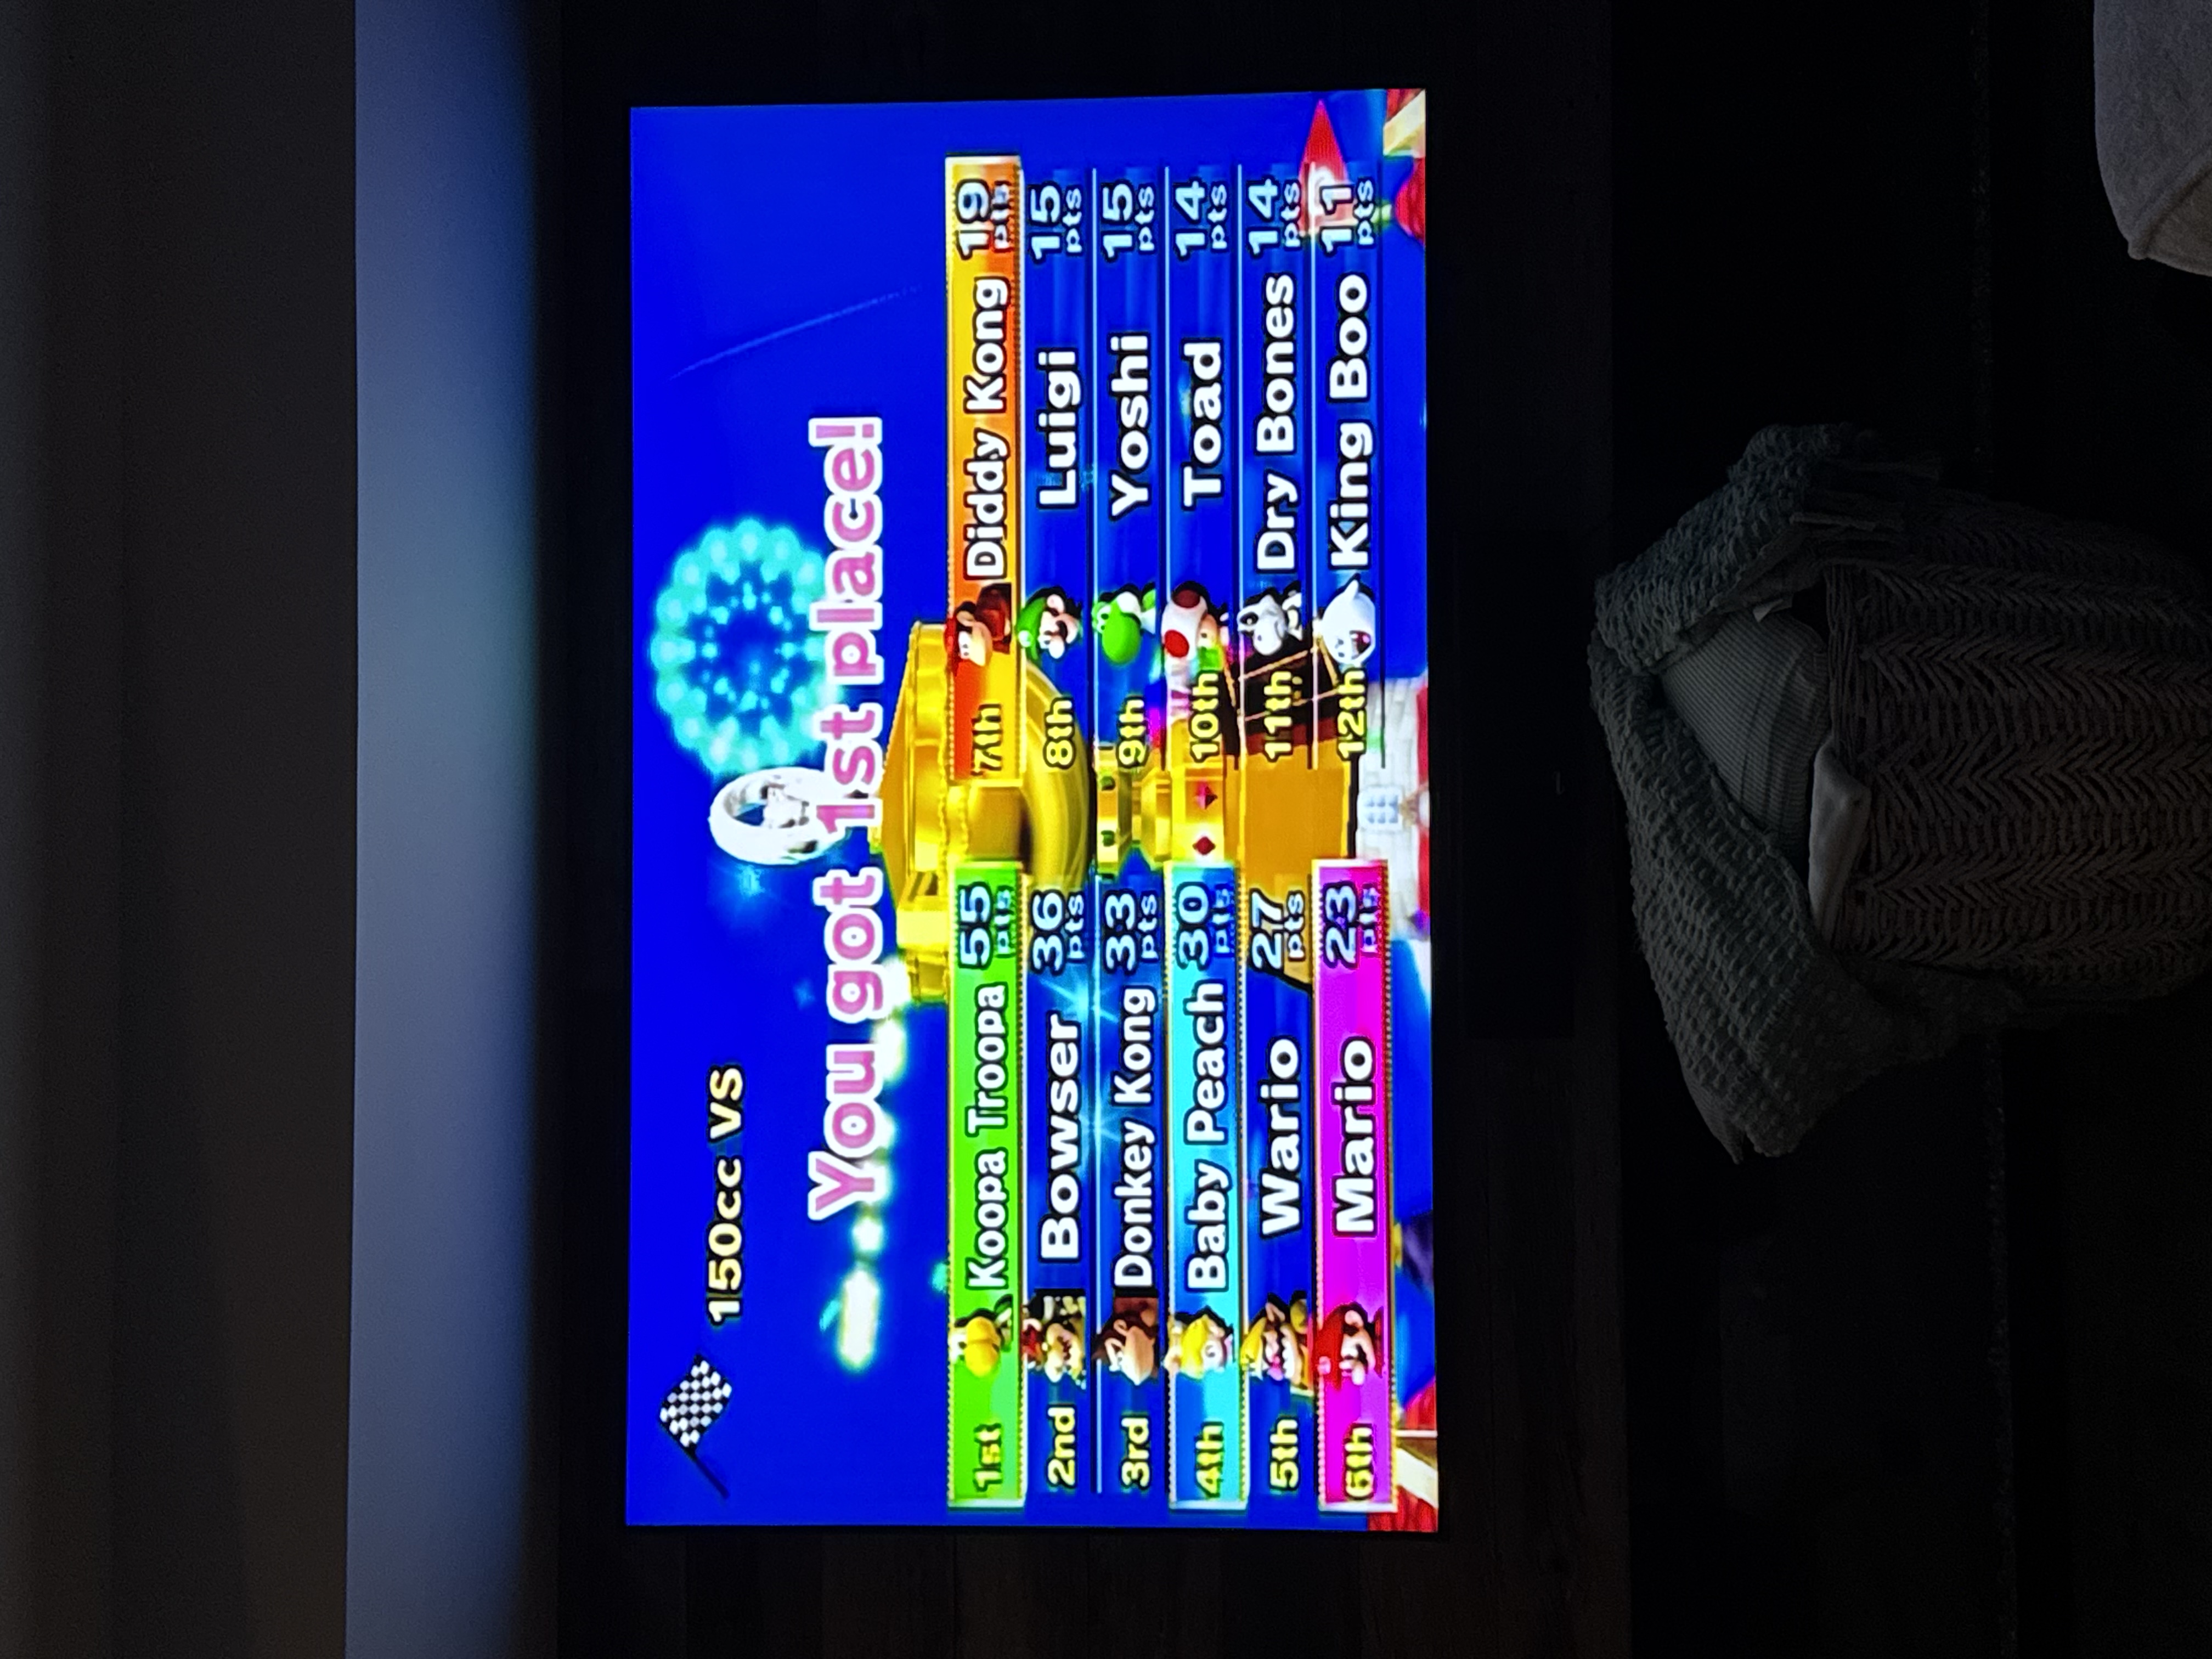 150cc VS
You got 1st place!
1st Koopa Troopa 55 pts
2nd Bowser 36 pts
3rd Donkey Kong 33 pts
4th Baby Peach 30 pts
5th Wario 27 pts
6th Mario 23 pts
7th Diddy Kong 19 pts
8th Luigi 15 pts
9th Yoshi 15 pts
10th Toad 14 pts
11th Dry Bones 14 pts
12th King Boo 11 pts